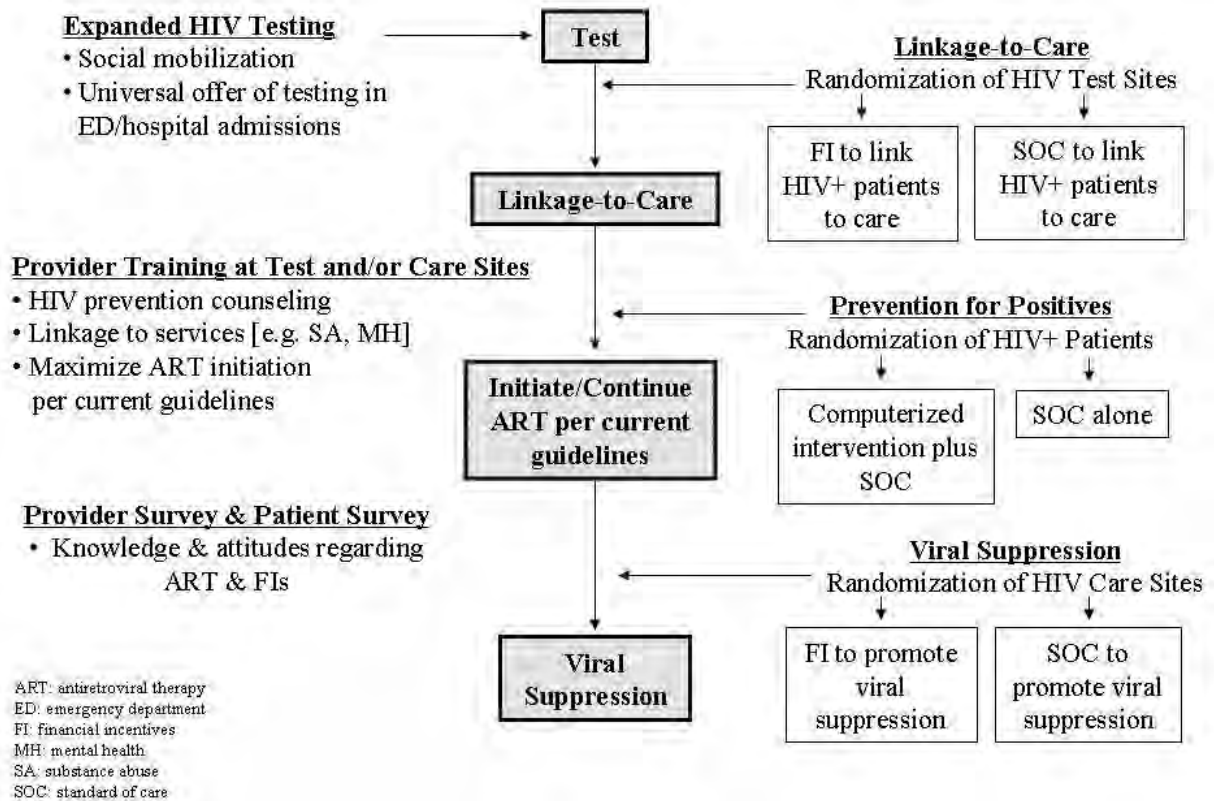 Expanded HIV Testing
• Social mobilization
• Universal offer of testing in
ED/hospital admissions
Test
Linkage-to-Care
Randomization of HIV Test Sites
FI to link
HIV+ patients
to care
SOC to link
HIV+ patients
to care
Linkage-to-Care
Provider Training at Test and/or Care Sites
• HIV prevention counseling
• Linkage to services [e.g. SA, MH]
• Maximize ART initiation
per current guidelines
Prevention for Positives
Randomization of HIV+ Patients
Computerized
intervention plus
SOC
SOC alone
Initiate/Continue
ART per current
guidelines
Provider Survey & Patient Survey
• Knowledge & attitudes regarding
ART & FIs
Viral Suppression
Randomization of HIV Care Sites
FI to promote
viral
suppression
SOC to
promote viral
suppression
Viral
Suppression
ART: antiretroviral therapy
ED: emergency department
FI: financial incentives
MH: mental health
SA: substance abuse
SOC: standard of care